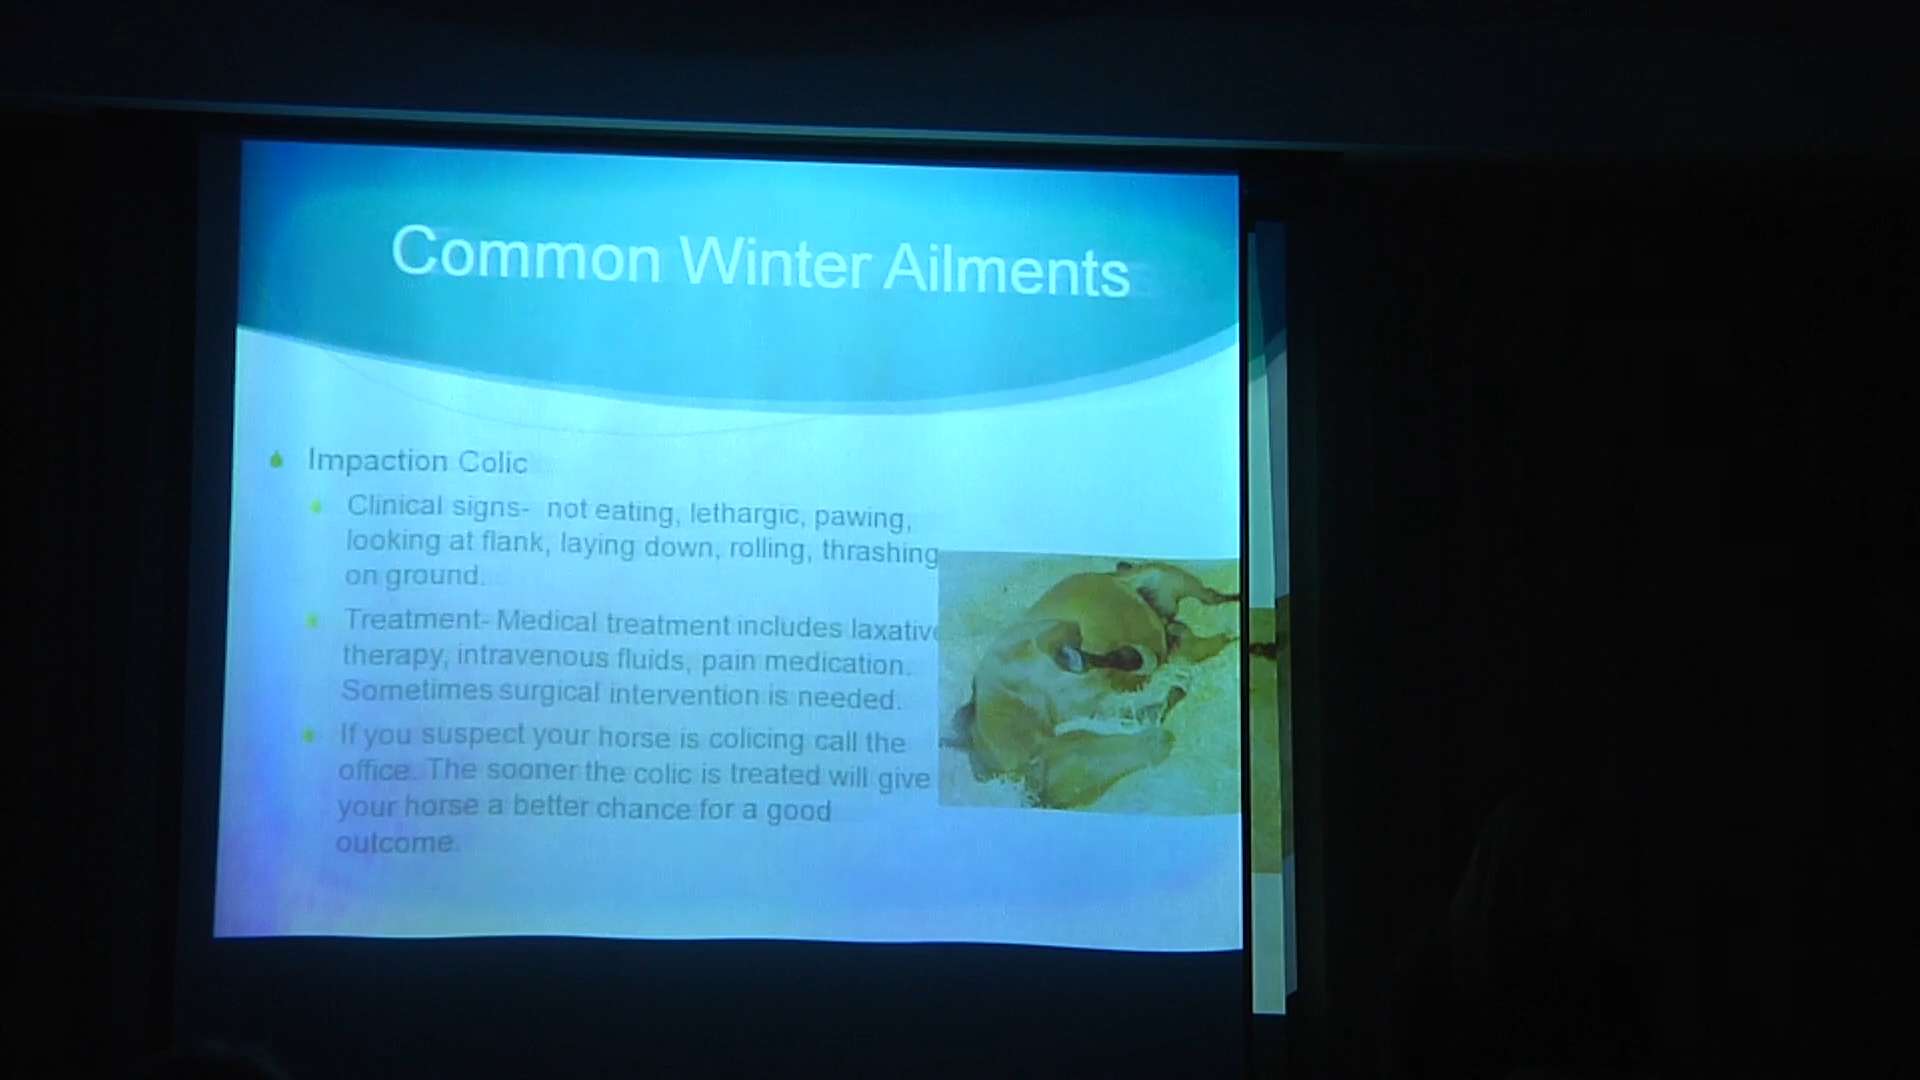 Common Winter Ailments
Impaction Colic
Clinical signs- not eating, lethargic, pawing,
looking at flank, laying down, rolling, thrashing
on ground.
Treatment- Medical treatment includes laxative
therapy, intravenous fluids, pain medication.
Sometimes surgical intervention is needed.
If you suspect your horse is colicing call the
office. The sooner the colic is treated will give
your horse a better chance for a good
outcome.